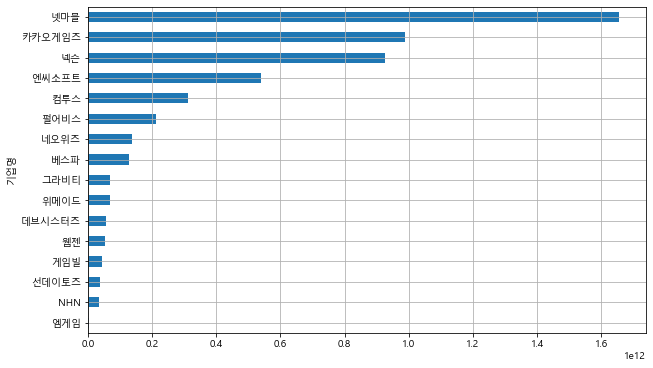 넷마블
카카오게임즈
넥슨
엔씨소프트
컴투스
펄어비스
네오위즈
베스파
그라비티
위메이드
데브시스터즈
웹젠
게임빌
선데이토즈
NHN
엠게임
기업명
0.0 0.2 0.4 0.6 0.8 1.0 1.2 1.4 1.6
1e12